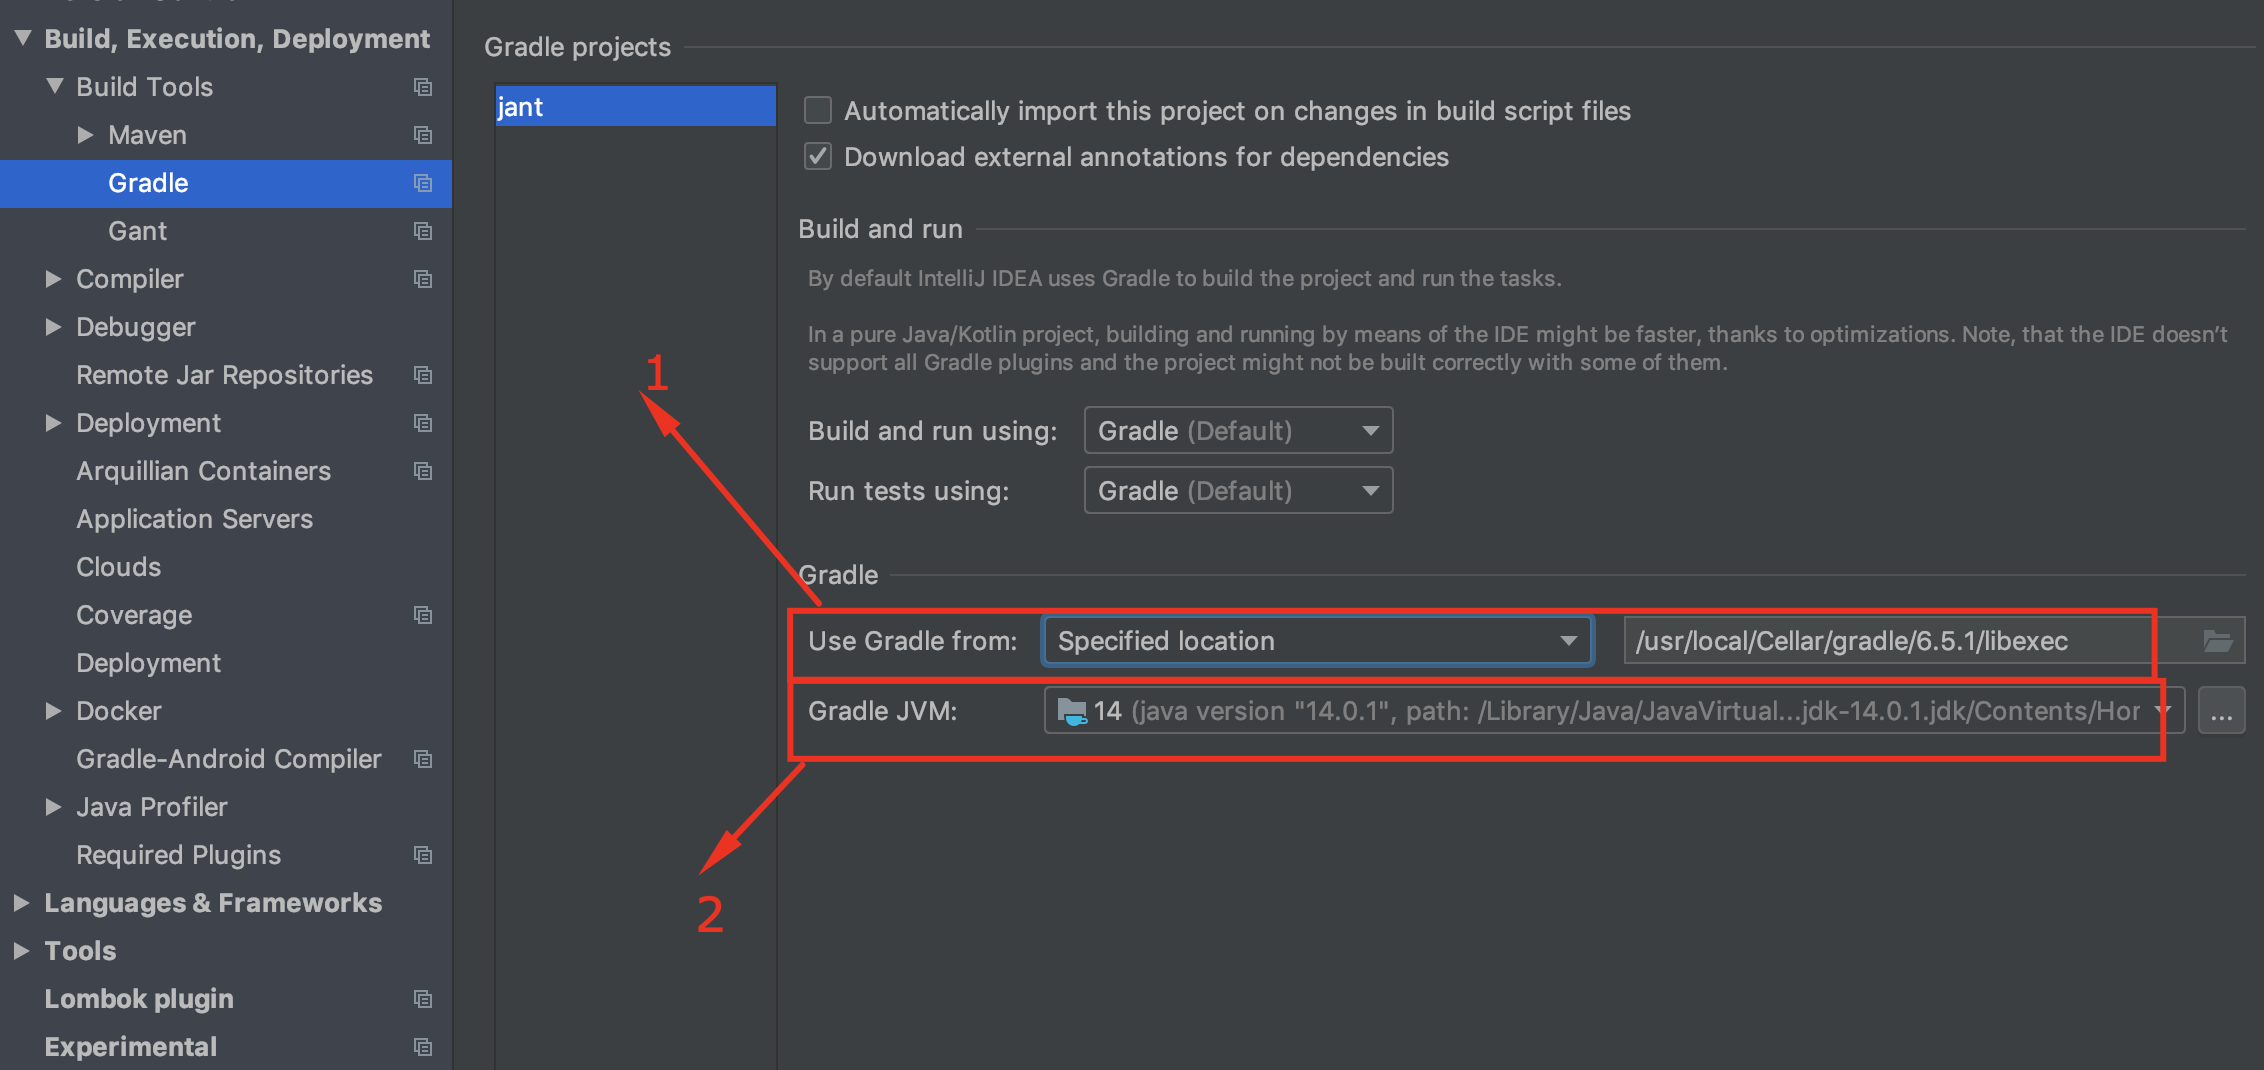 Build, Execution, Deployment
Build Tools
Maven
Gradle
Gant
Compiler
Debugger
Remote Jar Repositories
Deployment
Arquillian Containers
Application Servers
Clouds
Coverage
Deployment
Docker
Gradle-Android Compiler
Java Profiler
Required Plugins
Languages & Frameworks
Tools
Lombok plugin
Experimental
Gradle projects
jant
Automatically import this project on changes in build script files
Download external annotations for dependencies
Build and run
By default IntelliJ IDEA uses Gradle to build the project and run the tasks.
In a pure Java/Kotlin project, building and running by means of the IDE might be faster, thanks to optimizations. Note, that the IDE doesn't
support all Gradle plugins and the project might not be built correctly with some of them.
1
Build and run using: Gradle (Default)
Run tests using: Gradle (Default)
Gradle
Use Gradle from: Specified location /usr/local/Cellar/gradle/6.5.1/libexec
Gradle JVM: 14 (java version "14.0.1", path: /Library/Java/JavaVirtual...jdk-14.0.1.jdk/Contents/Hor ...
2